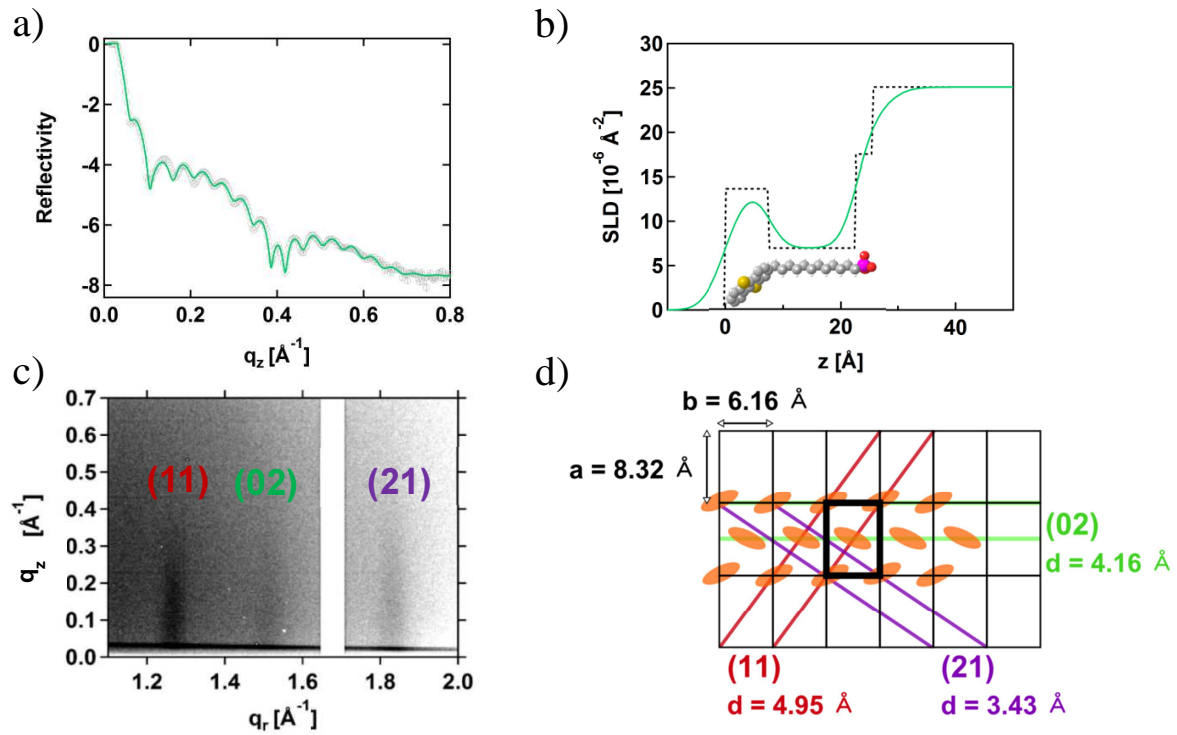 a)
0
-2
-4
-6
-8
Reflectivity
0.0 0.2 0.4 0.6 0.8
q_z [Å^-1]
b)
30
25
20
15
10
5
0
SLD [10^-6 Å^-2]
0 20 40
z [Å]
c)
0.7
0.6
0.5
0.4
0.3
0.2
0.1
0.0
q_z [Å^-1]
(11) (02) (21)
1.2 1.4 1.6 1.8 2.0
q_r [Å^-1]
d)
b = 6.16 Å
a = 8.32 Å
(02)
d = 4.16 Å
(11)
d = 4.95 Å
(21)
d = 3.43 Å